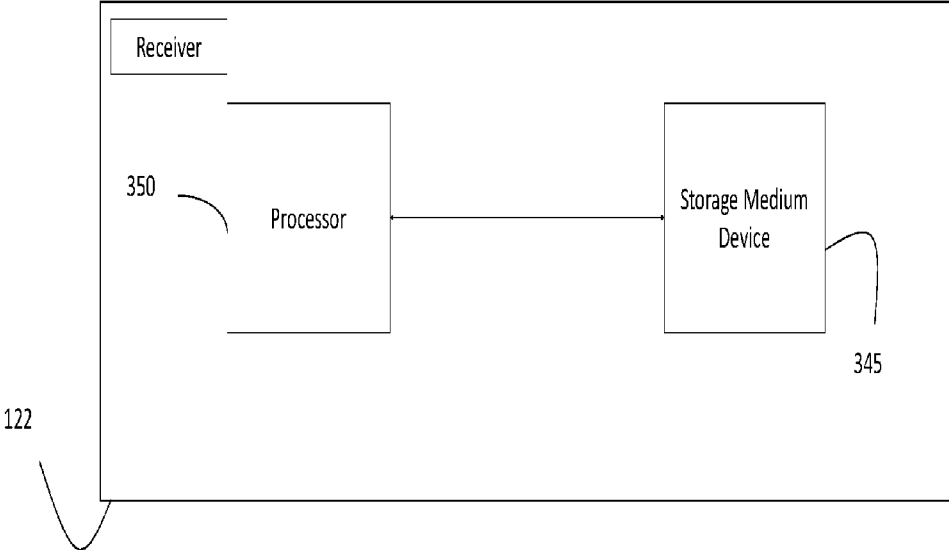 Receiver
350
Processor
Storage Medium
Device
345
122